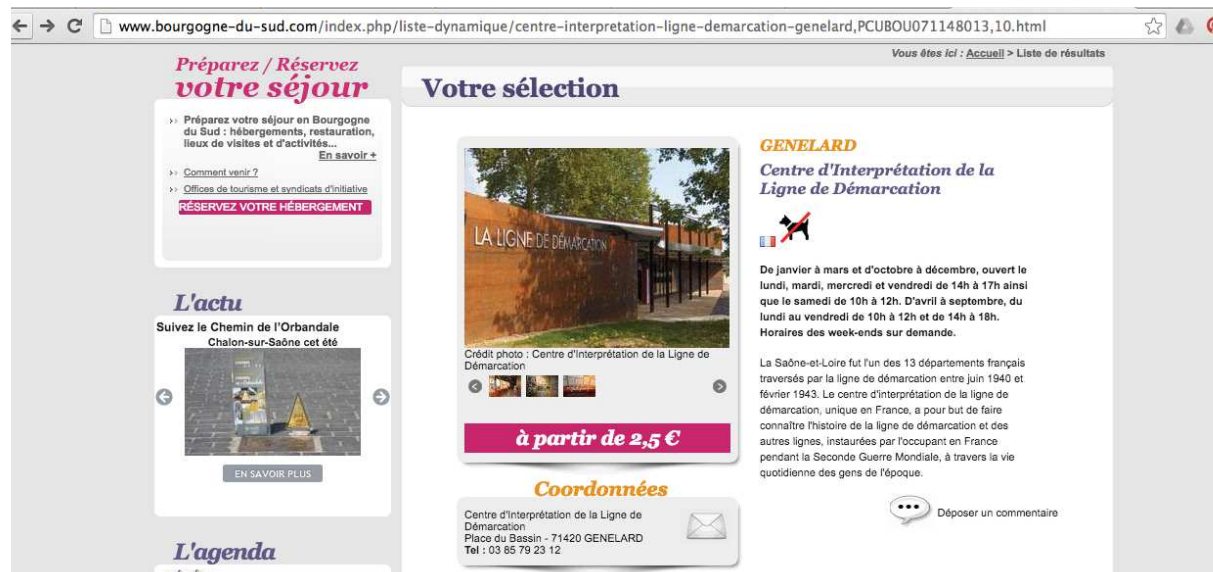 www.bourgogne-du-sud.com/index.php/liste-dynamique/centre-interpretation-ligne-demarcation-genelard,PCUBOU071148013,10.html
Vous êtes ici : Accueil > Liste de résultats
Préparez / Réservez
votre séjour
Préparez votre séjour en Bourgogne
du Sud : hébergements, restauration,
lieux de visites et d'activités...
En savoir +
Comment venir ?
Offices de tourisme et syndicats d'initiative
RÉSERVEZ VOTRE HÉBERGEMENT
L'actu
Suivez le Chemin de l'Orbandale
Chalon-sur-Saône cet été
EN SAVOIR PLUS
L'agenda
Votre sélection
LA LIGNE DE DÉMARCATION
Crédit photo : Centre d'Interprétation de la Ligne de
Démarcation
à partir de 2,5 €
Coordonnées
Centre d'Interprétation de la Ligne de
Démarcation
Place du Bassin - 71420 GENELARD
Tel : 03 85 79 23 12
GENELARD
Centre d'Interprétation de la
Ligne de Démarcation
De janvier à mars et d'octobre à décembre, ouvert le
lundi, mardi, mercredi et vendredi de 14h à 17h ainsi
que le samedi de 10h à 12h. D'avril à septembre, du
lundi au vendredi de 10h à 12h et de 14h à 18h.
Horaires des week-ends sur demande.
La Saône-et-Loire fut l'un des 13 départements français
traversés par la ligne de démarcation entre juin 1940 et
février 1943. Le centre d'interprétation de la ligne de
démarcation, unique en France, a pour but de faire
connaître l'histoire de la ligne de démarcation et des
autres lignes, instaurées par l'occupant en France
pendant la Seconde Guerre Mondiale, à travers la vie
quotidienne des gens de l'époque.
Déposer un commentaire